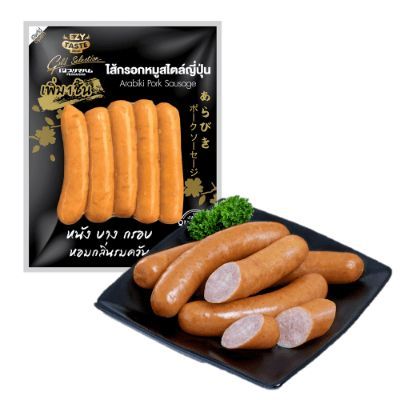 EZY
TASTE
Gold Selection
ไส้กรอกหมูสไตล์ญี่ปุ่น
Arabiki Pork Sausage
เพิ่ม 1 ชิ้น
あらびき
ポークソーセージ
หนัง บาง กรอบ
หอมกลิ่นรมควัน